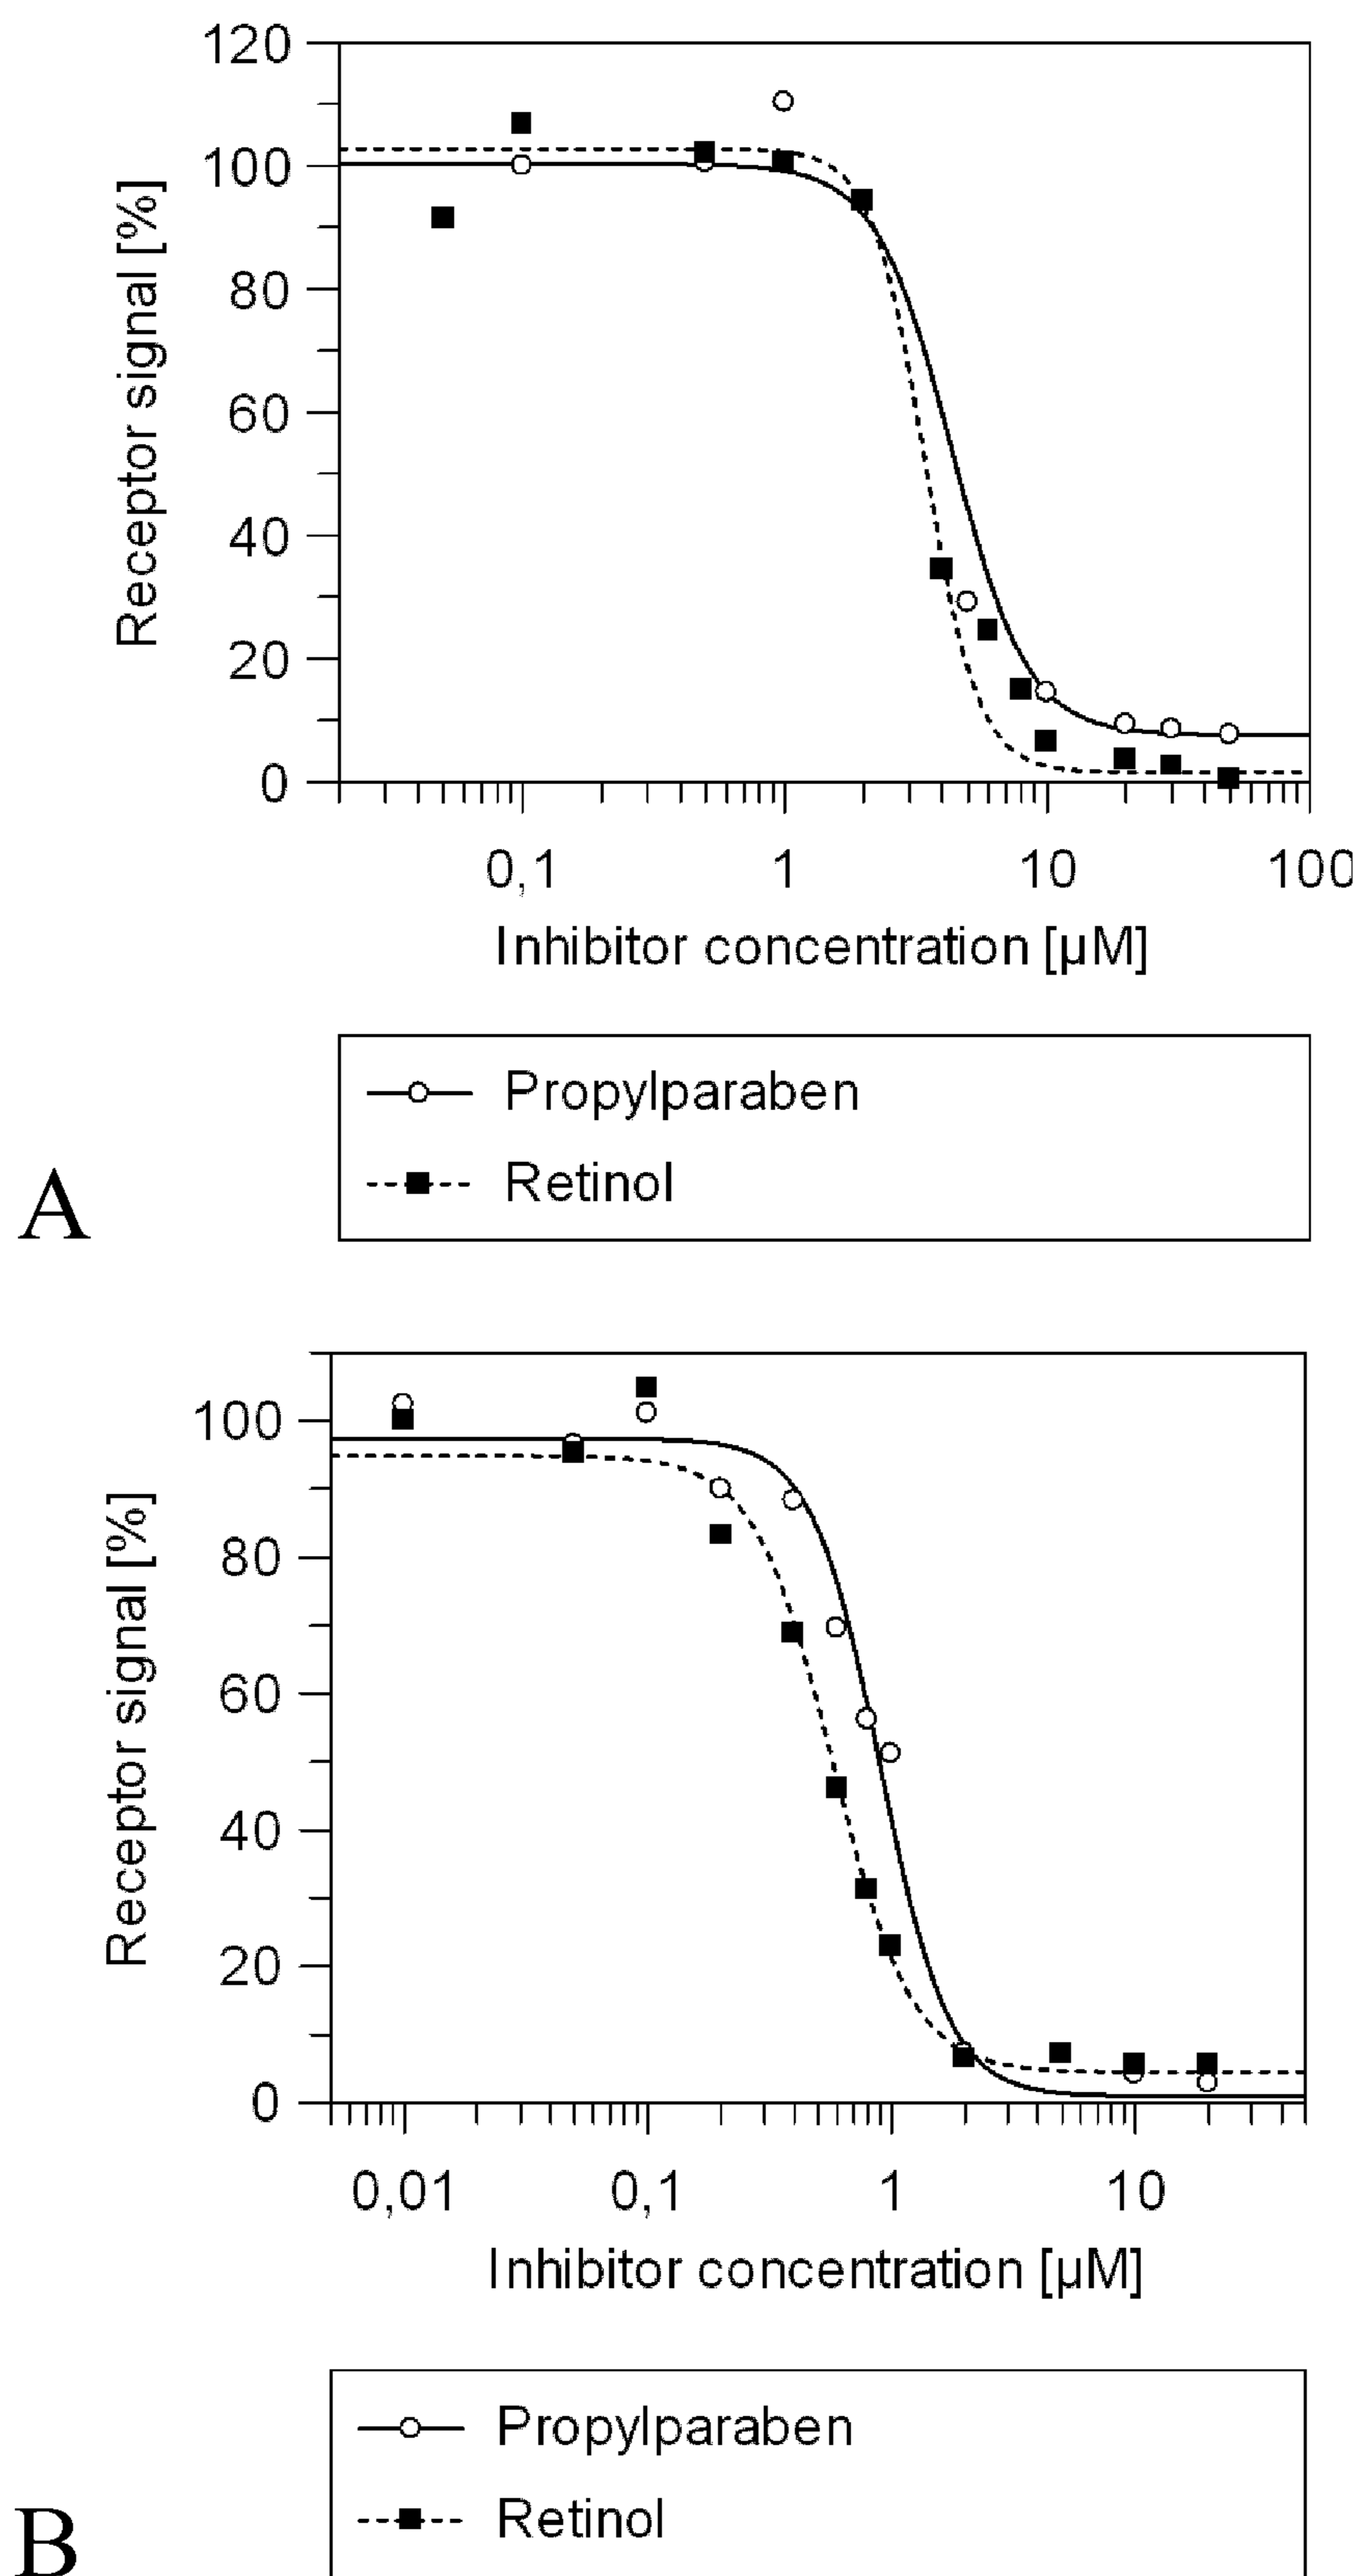 120
100
80
60
40
20
0
Receptor signal [%]
0,1 1 10 100
Inhibitor concentration [µM]
Propylparaben
Retinol
A
100
80
60
40
20
0
Receptor signal [%]
0,01 0,1 1 10
Inhibitor concentration [µM]
Propylparaben
Retinol
B